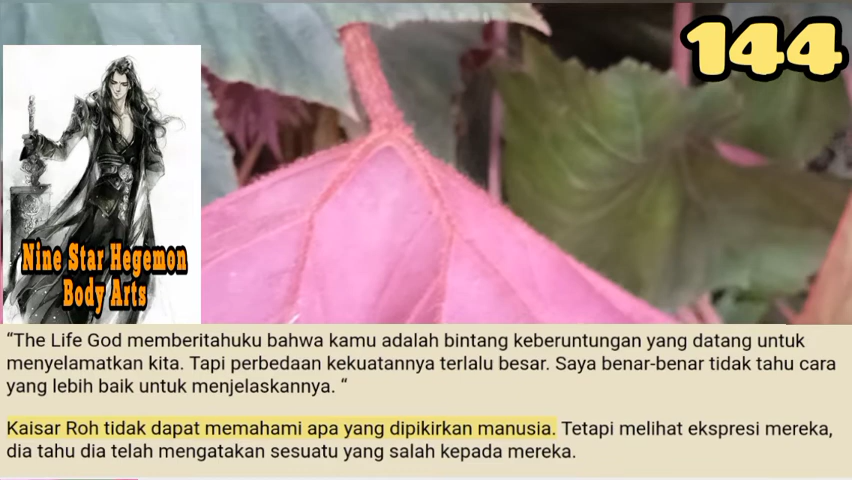 144
Nine Star Hegemon
Body Arts
“The Life God memberitahuku bahwa kamu adalah bintang keberuntungan yang datang untuk
menyelamatkan kita. Tapi perbedaan kekuatannya terlalu besar. Saya benar-benar tidak tahu cara
yang lebih baik untuk menjelaskannya. “
Kaisar Roh tidak dapat memahami apa yang dipikirkan manusia. Tetapi melihat ekspresi mereka,
dia tahu dia telah mengatakan sesuatu yang salah kepada mereka.